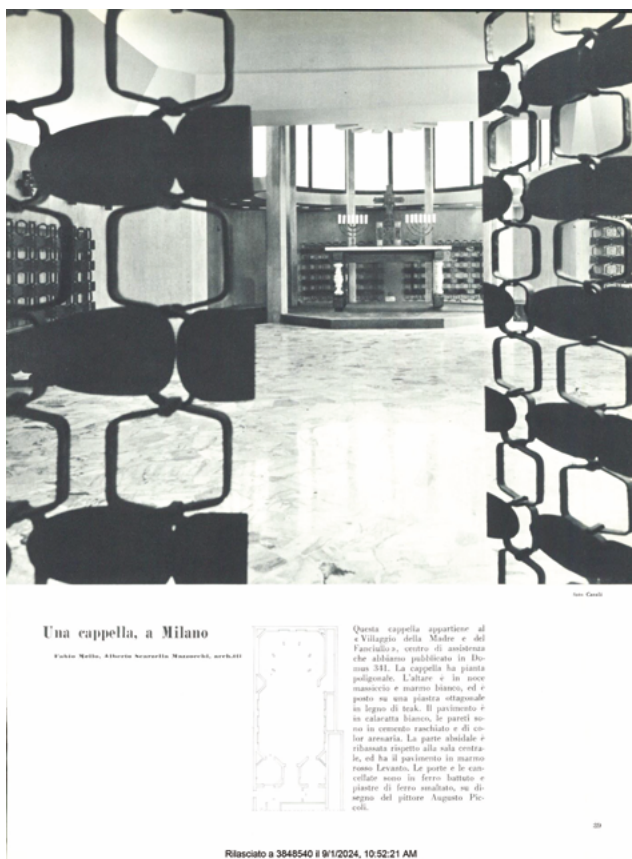 foto Casali
Una cappella, a Milano
Fabio Mello, Alberto Scarzella Mazzocchi, arch.tti
Questa cappella appartiene al
« Villaggio della Madre e del
Fanciullo », centro di assistenza
che abbiamo pubblicato in Do-
mus 341. La cappella ha pianta
poligonale. L'altare è in noce
massiccio e marmo bianco, ed è
posto su una piastra ottagonale
in legno di teak. Il pavimento è
in calacatta bianco, le pareti so-
no in cemento raschiato e di co-
lor arenaria. La parte absidale è
ribassata rispetto alla sala centra-
le, ed ha il pavimento in marmo
rosso Levanto. Le porte e le can-
cellate sono in ferro battuto e
piastre di ferro smaltato, su di-
segno del pittore Augusto Pic-
coli.
Rilasciato a 3848540 il 9/1/2024, 10:52:21 AM